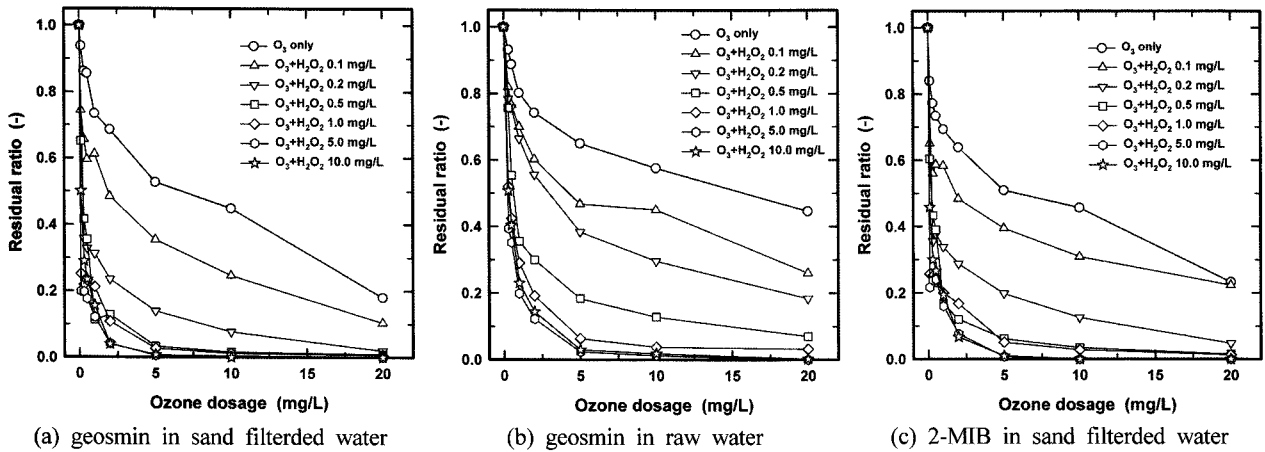 1.0
0.8
0.6
0.4
0.2
0.0
Residual ratio (-)
O₃ only
O₃+H₂O₂ 0.1 mg/L
O₃+H₂O₂ 0.2 mg/L
O₃+H₂O₂ 0.5 mg/L
O₃+H₂O₂ 1.0 mg/L
O₃+H₂O₂ 5.0 mg/L
O₃+H₂O₂ 10.0 mg/L
0 5 10 15 20
Ozone dosage (mg/L)
(a) geosmin in sand filterded water
1.0
0.8
0.6
0.4
0.2
0.0
Residual ratio (-)
O₃ only
O₃+H₂O₂ 0.1 mg/L
O₃+H₂O₂ 0.2 mg/L
O₃+H₂O₂ 0.5 mg/L
O₃+H₂O₂ 1.0 mg/L
O₃+H₂O₂ 5.0 mg/L
O₃+H₂O₂ 10.0 mg/L
0 5 10 15 20
Ozone dosage (mg/L)
(b) geosmin in raw water
1.0
0.8
0.6
0.4
0.2
0.0
Residual ratio (-)
O₃ only
O₃+H₂O₂ 0.1 mg/L
O₃+H₂O₂ 0.2 mg/L
O₃+H₂O₂ 0.5 mg/L
O₃+H₂O₂ 1.0 mg/L
O₃+H₂O₂ 5.0 mg/L
O₃+H₂O₂ 10.0 mg/L
0 5 10 15 20
Ozone dosage (mg/L)
(c) 2-MIB in sand filterded water